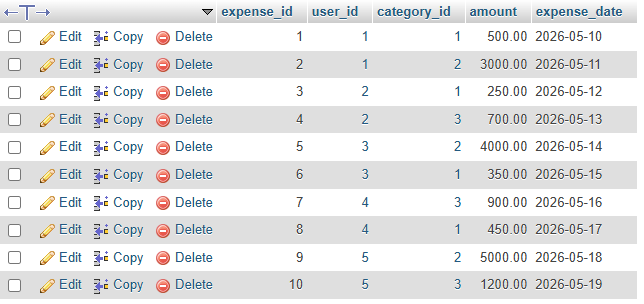 expense_id user_id category_id amount expense_date
Edit Copy Delete 1 1 1 500.00 2026-05-10
Edit Copy Delete 2 1 2 3000.00 2026-05-11
Edit Copy Delete 3 2 1 250.00 2026-05-12
Edit Copy Delete 4 2 3 700.00 2026-05-13
Edit Copy Delete 5 3 2 4000.00 2026-05-14
Edit Copy Delete 6 3 1 350.00 2026-05-15
Edit Copy Delete 7 4 3 900.00 2026-05-16
Edit Copy Delete 8 4 1 450.00 2026-05-17
Edit Copy Delete 9 5 2 5000.00 2026-05-18
Edit Copy Delete 10 5 3 1200.00 2026-05-19